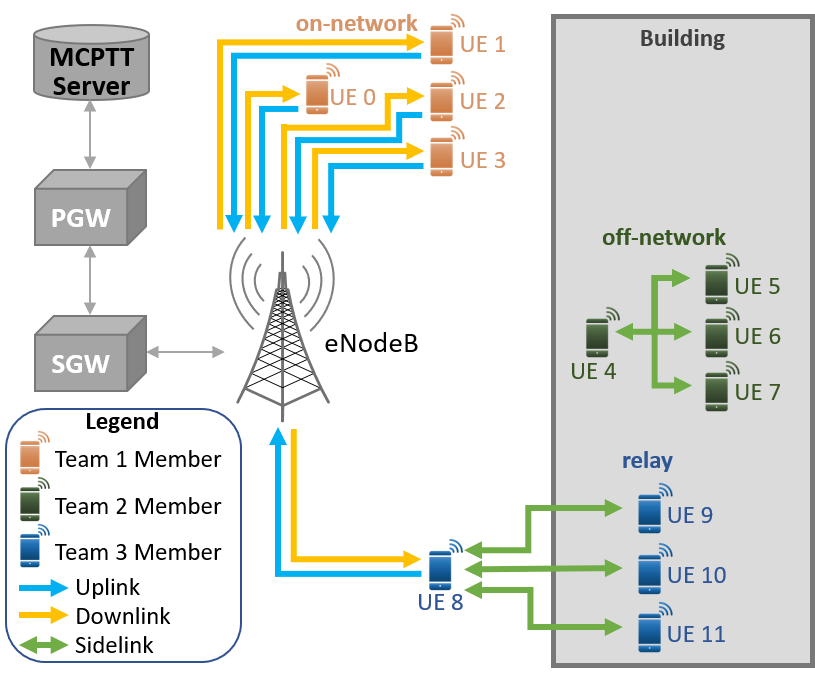 on-network
MCPTT
Server
UE 1
UE 0
UE 2
UE 3
Building
PGW
off-network
UE 5
UE 6
UE 4
UE 7
eNodeB
SGW
Legend
Team 1 Member
Team 2 Member
Team 3 Member
Uplink
Downlink
Sidelink
relay
UE 9
UE 10
UE 8
UE 11